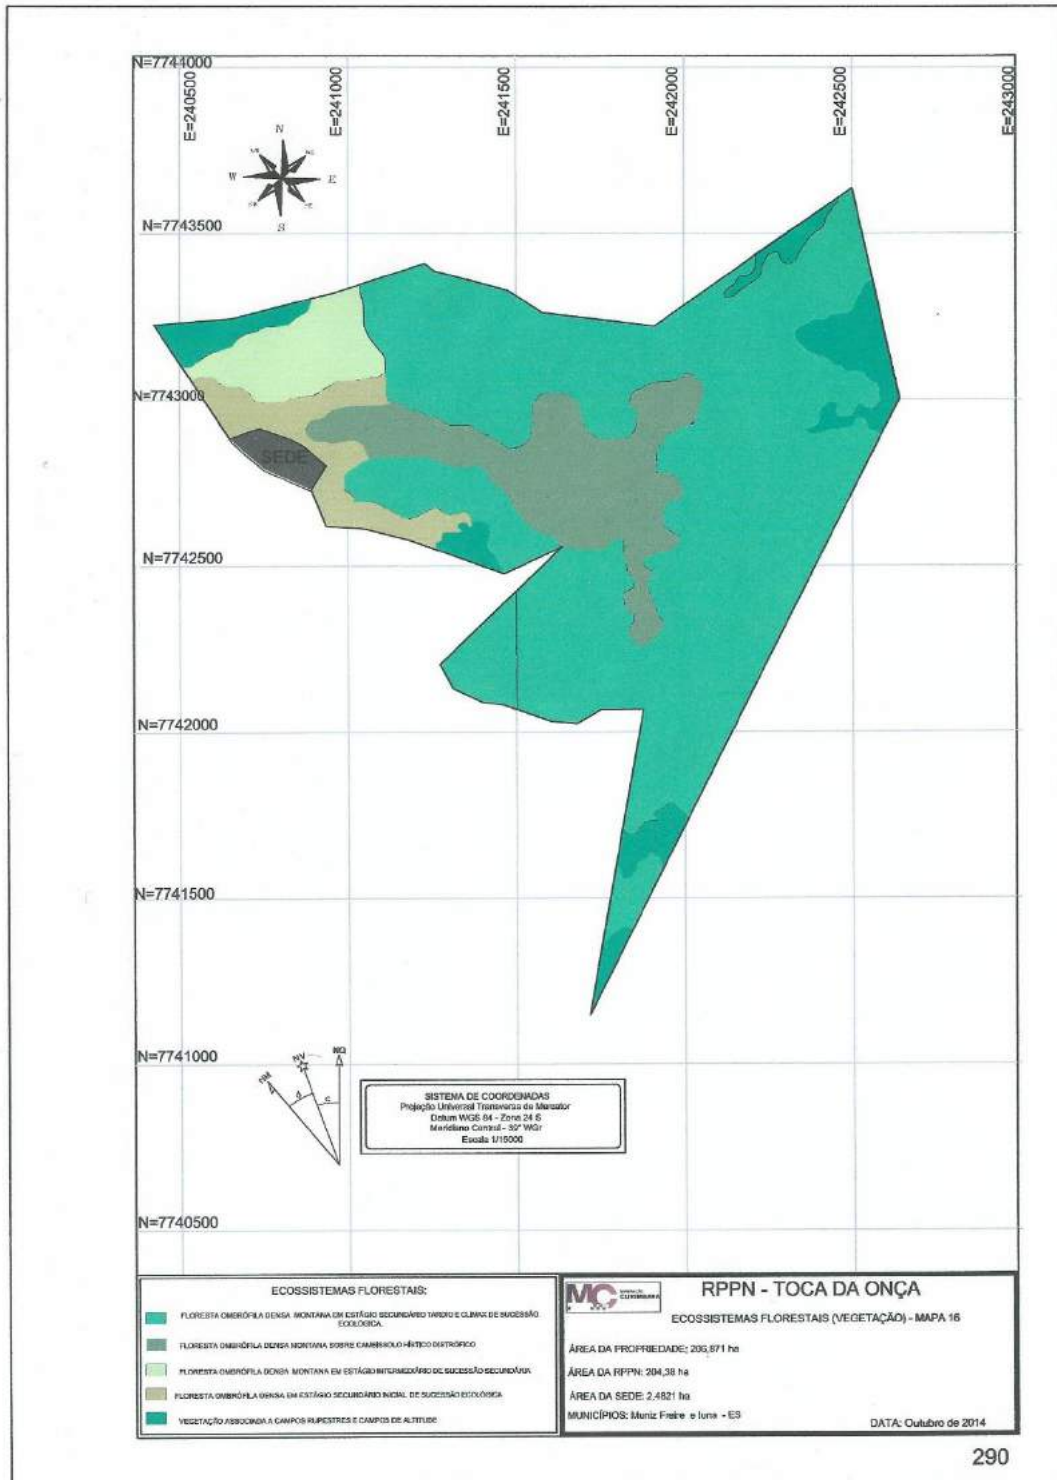 N=7744000
E=240500
E=241000
E=241500
E=242000
E=242500
E=243000
N
W
E
S
N=7743500
N=7743000
SEDE
N=7742500
N=7742000
N=7741500
N=7741000
NM
NV
NQ
d
c
SISTEMA DE COORDENADAS
Projeção Universal Transversa de Mercator
Datum WGS 84 - Zona 24 S
Meridiano Central - 39° WGr
Escala 1/15000
N=7740500
ECOSSISTEMAS FLORESTAIS:
FLORESTA OMBRÓFILA DENSA MONTANA EM ESTÁGIO SECUNDÁRIO TARDIO E CLIMAX DE SUCESSÃO
ECOLÓGICA.
FLORESTA OMBRÓFILA DENSA MONTANA SOBRE CAMBISSOLO HÍSTICO DISTRÓFICO
FLORESTA OMBRÓFILA DENSA MONTANA EM ESTÁGIO INTERMEDIÁRIO DE SUCESSÃO SECUNDÁRIA
FLORESTA OMBRÓFILA DENSA EM ESTÁGIO SECUNDÁRIO INICIAL DE SUCESSÃO ECOLÓGICA
VEGETAÇÃO ASSOCIADA A CAMPOS RUPESTRES E CAMPOS DE ALTITUDE
MC
RPPN - TOCA DA ONÇA
ECOSSISTEMAS FLORESTAIS (VEGETAÇÃO) - MAPA 16
ÁREA DA PROPRIEDADE: 206,871 ha
ÁREA DA RPPN: 204,38 ha
ÁREA DA SEDE: 2,4821 ha
MUNICÍPIOS: Muniz Freire e Iuna - ES
DATA: Outubro de 2014
290